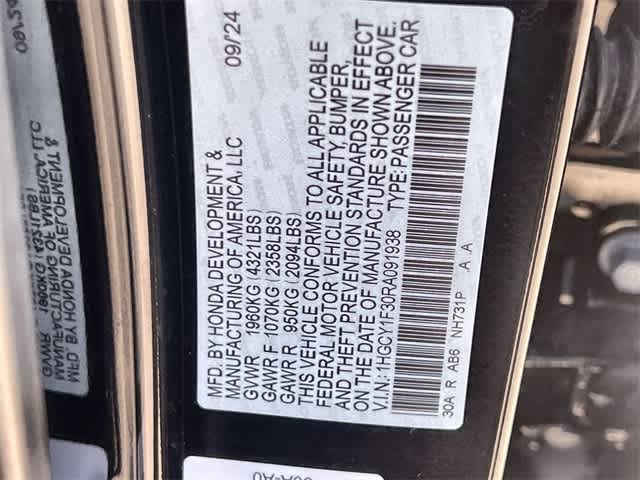 MFD. BY HONDA DEVELOPMENT & 09/24
MANUFACTURING OF AMERICA, LLC
GVWR 1960KG (4321LBS)
GAWR F 1070KG (2358LBS)
GAWR R 950KG (2094LBS)
THIS VEHICLE CONFORMS TO ALL APPLICABLE
FEDERAL MOTOR VEHICLE SAFETY, BUMPER,
AND THEFT PREVENTION STANDARDS IN EFFECT
ON THE DATE OF MANUFACTURE SHOWN ABOVE.
V.I.N.: 1HGCY1F30RA091938 TYPE: PASSENGER CAR
30A R AB6 NH731P A A